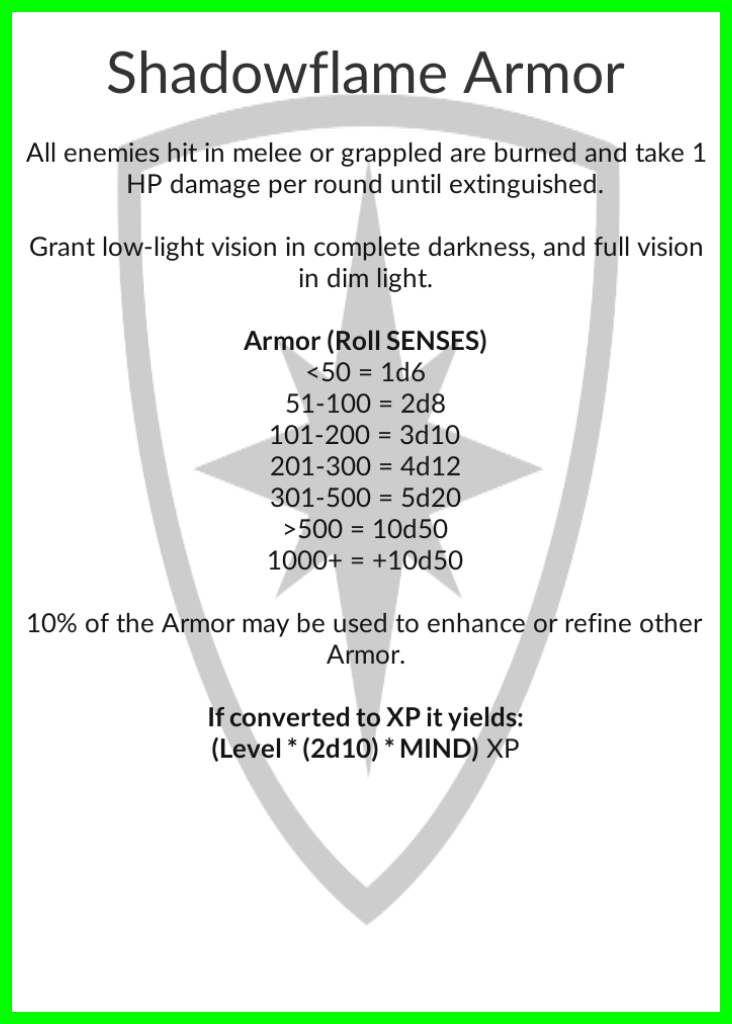 Shadowflame Armor
All enemies hit in melee or grappled are burned and take 1
HP damage per round until extinguished.
Grant low-light vision in complete darkness, and full vision
in dim light.
Armor (Roll SENSES)
<50 = 1d6
51-100 = 2d8
101-200 = 3d10
201-300 = 4d12
301-500 = 5d20
>500 = 10d50
1000+ = +10d50
10% of the Armor may be used to enhance or refine other
Armor.
If converted to XP it yields:
(Level * (2d10) * MIND) XP